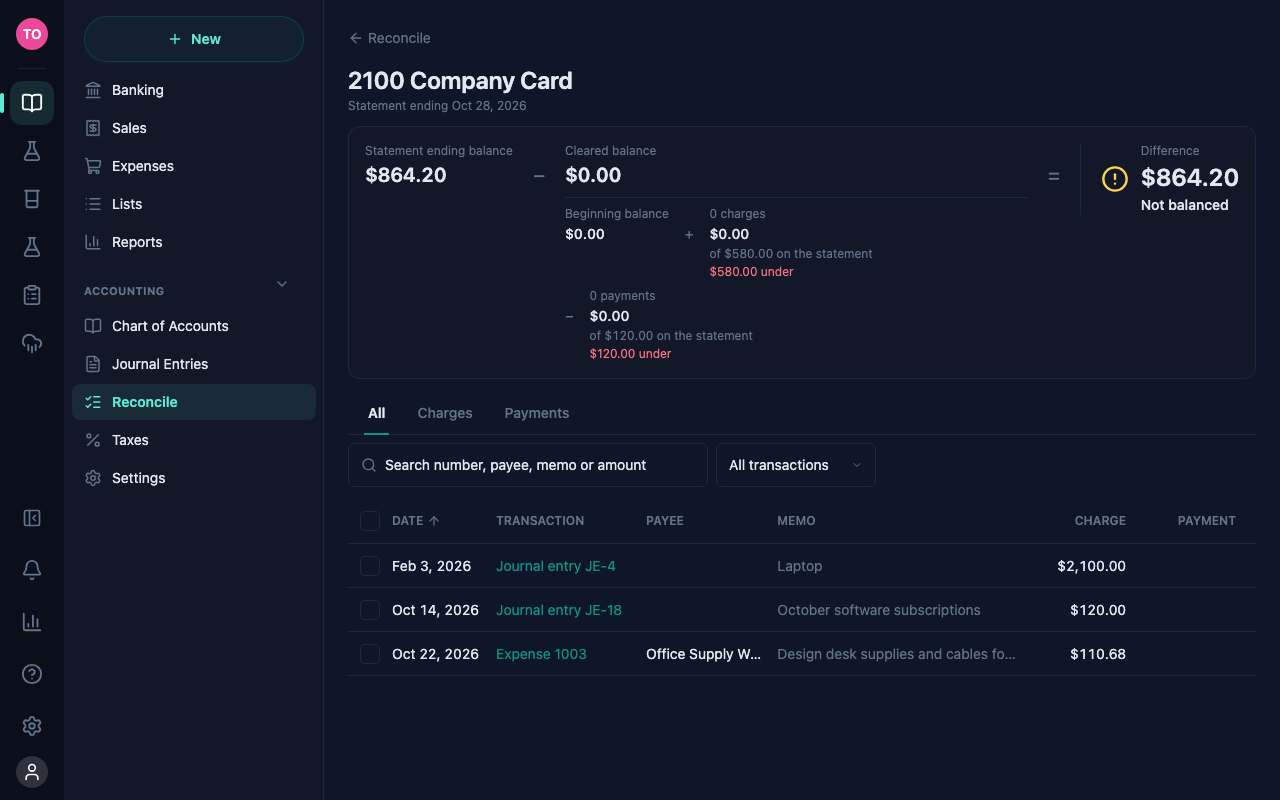 TO
New
Banking
Sales
Expenses
Lists
Reports
ACCOUNTING
Chart of Accounts
Journal Entries
Reconcile
Taxes
Settings
Reconcile
2100 Company Card
Statement ending Oct 28, 2026
Statement ending balance
$864.20
–
Cleared balance
$0.00
=
Difference
$864.20
Not balanced
Beginning balance
$0.00
+
0 charges
$0.00
of $580.00 on the statement
$580.00 under
–
0 payments
$0.00
of $120.00 on the statement
$120.00 under
All Charges Payments
Search number, payee, memo or amount
All transactions
DATE TRANSACTION PAYEE MEMO CHARGE PAYMENT
Feb 3, 2026 Journal entry JE-4 Laptop $2,100.00
Oct 14, 2026 Journal entry JE-18 October software subscriptions $120.00
Oct 22, 2026 Expense 1003 Office Supply W... Design desk supplies and cables fo... $110.68